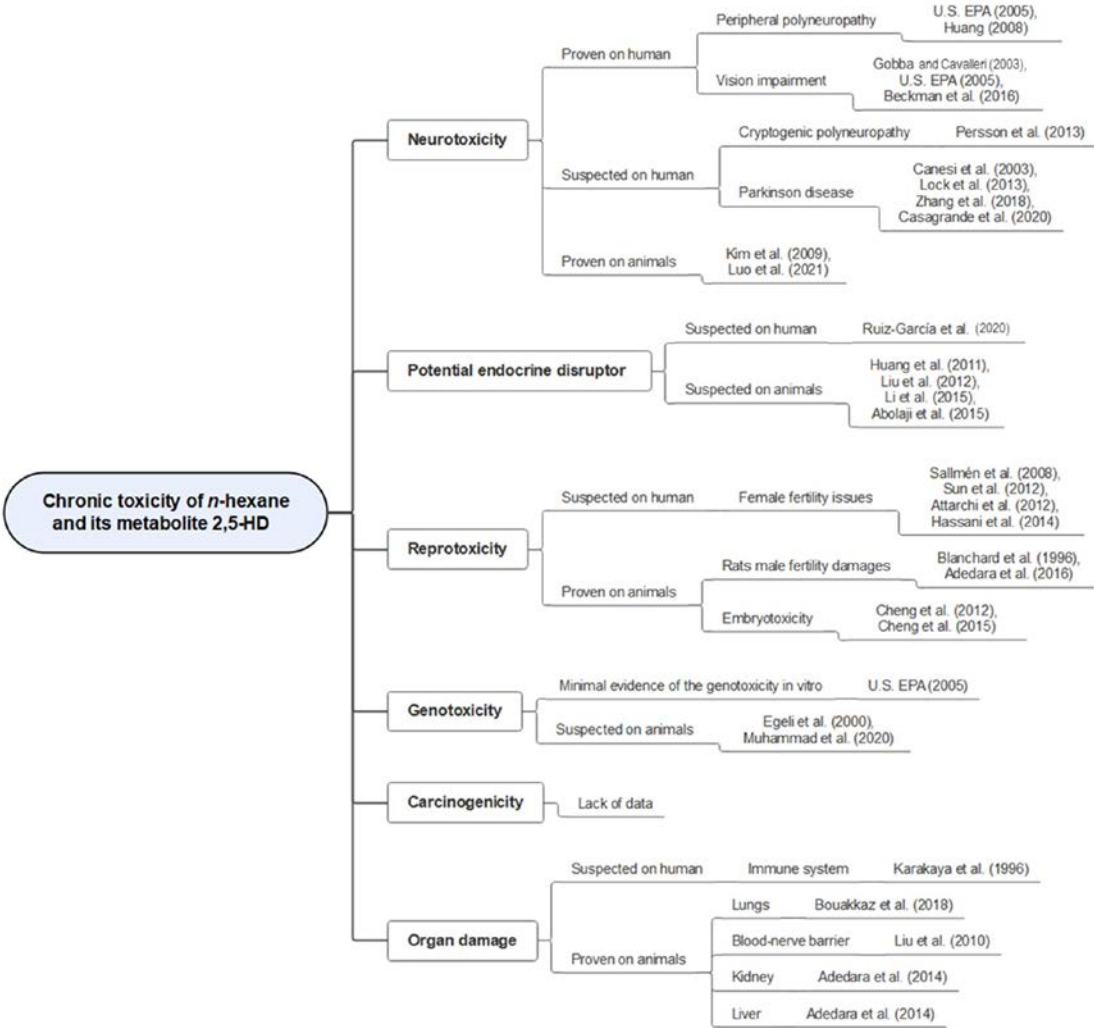 Chronic toxicity of n-hexane
and its metabolite 2,5-HD
Neurotoxicity
Proven on human
Peripheral polyneuropathy
U.S. EPA (2005),
Huang (2008)
Vision impairment
Gobba and Cavalleri (2003),
U.S. EPA (2005),
Beckman et al. (2016)
Suspected on human
Cryptogenic polyneuropathy
Persson et al. (2013)
Parkinson disease
Canesi et al. (2003),
Lock et al. (2013),
Zhang et al. (2018),
Casagrande et al. (2020)
Proven on animals
Kim et al. (2009),
Luo et al. (2021)
Potential endocrine disruptor
Suspected on human
Ruiz-García et al. (2020)
Suspected on animals
Huang et al. (2011),
Liu et al. (2012),
Li et al. (2015),
Abolaji et al. (2015)
Reprotoxicity
Suspected on human
Female fertility issues
Sallmén et al. (2008),
Sun et al. (2012),
Attarchi et al. (2012),
Hassani et al. (2014)
Proven on animals
Rats male fertility damages
Blanchard et al. (1996),
Adedara et al. (2016)
Embryotoxicity
Cheng et al. (2012),
Cheng et al. (2015)
Genotoxicity
Minimal evidence of the genotoxicity in vitro
U.S. EPA (2005)
Suspected on animals
Egeli et al. (2000),
Muhammad et al. (2020)
Carcinogenicity
Lack of data
Organ damage
Suspected on human
Immune system
Karakaya et al. (1996)
Proven on animals
Lungs
Bouakkaz et al. (2018)
Blood-nerve barrier
Liu et al. (2010)
Kidney
Adedara et al. (2014)
Liver
Adedara et al. (2014)